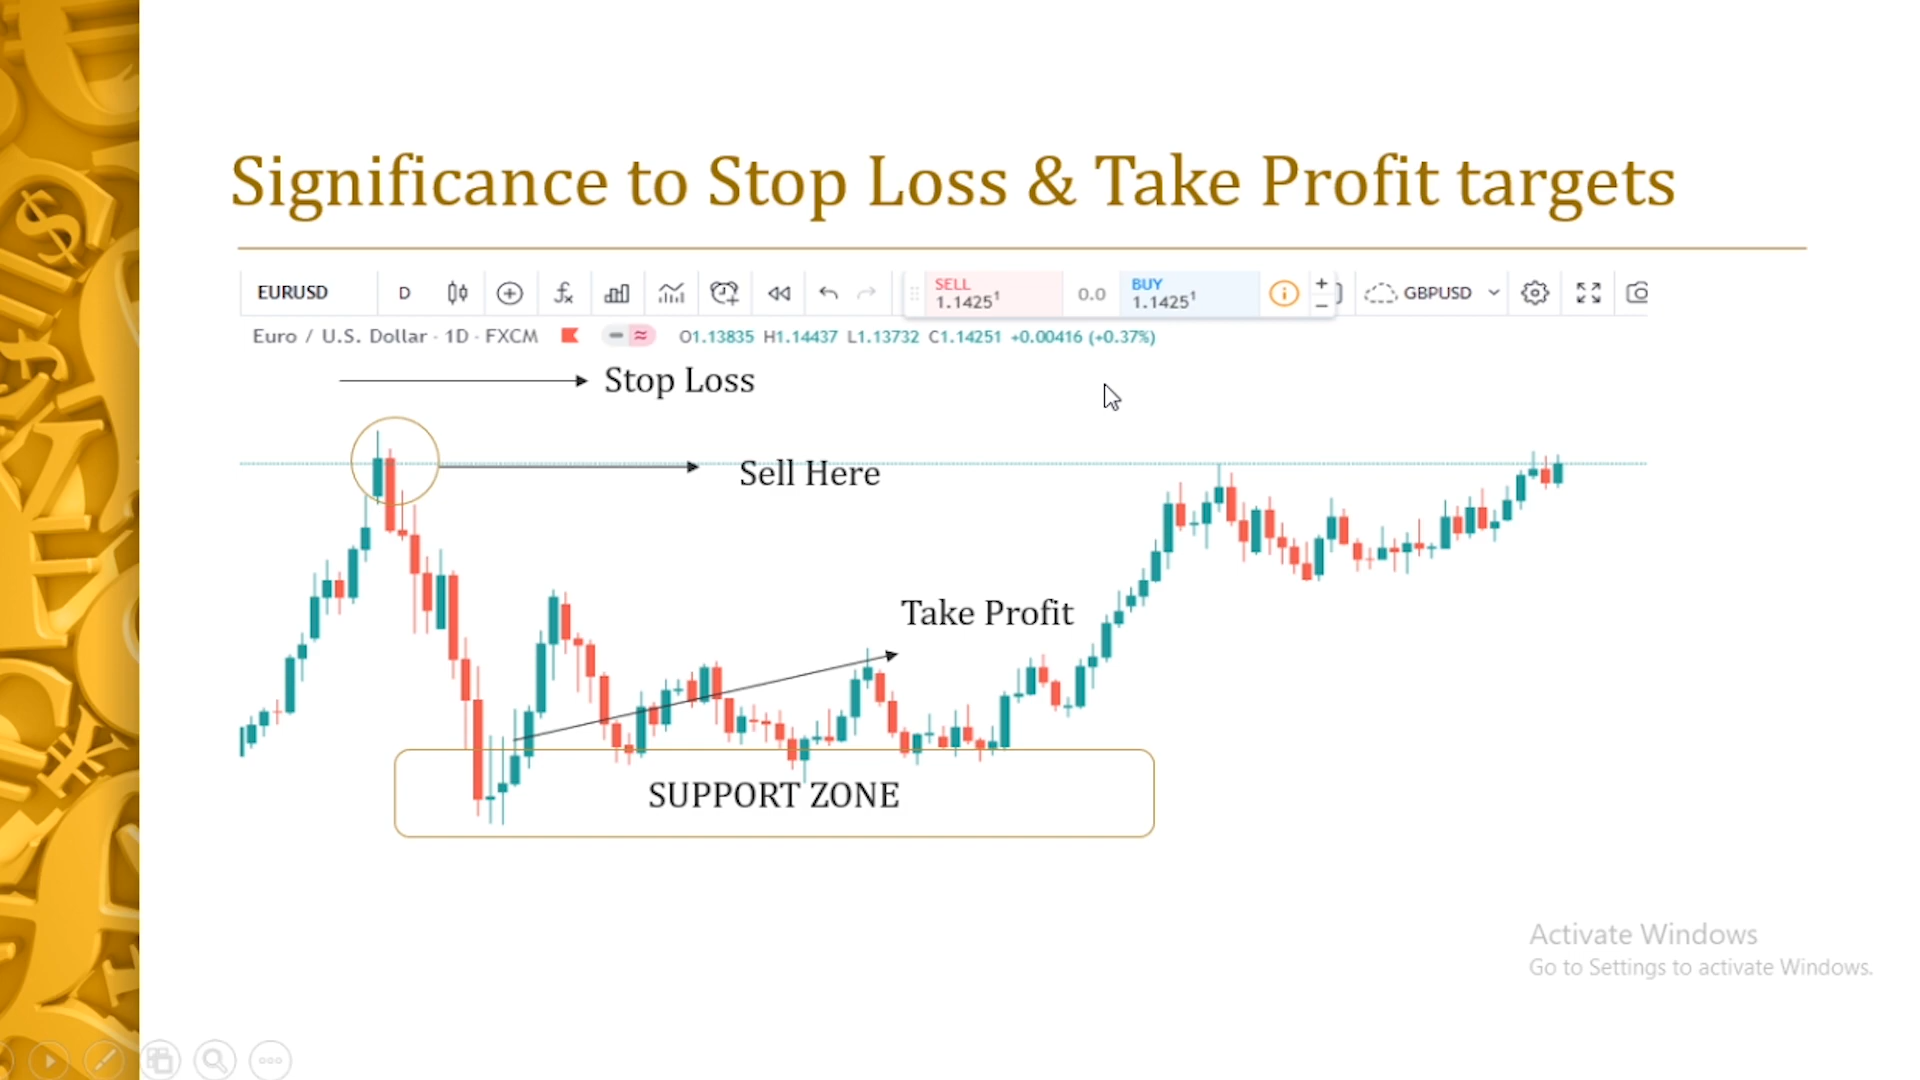 Significance to Stop Loss & Take Profit targets
EURUSD D SELL 1.1425¹ 0.0 BUY 1.1425¹ GBPUSD
Euro / U.S. Dollar · 1D · FXCM O1.13835 H1.14437 L1.13732 C1.14251 +0.00416 (+0.37%)
Stop Loss
Sell Here
Take Profit
SUPPORT ZONE
Activate Windows
Go to Settings to activate Windows.